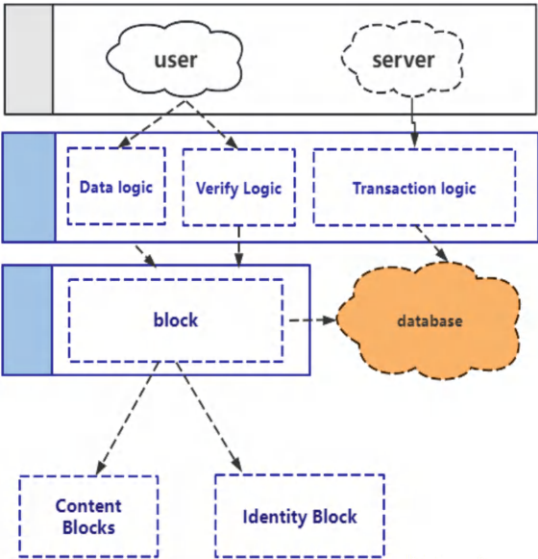 user
server
Data logic
Verify Logic
Transaction logic
block
database
Content
Blocks
Identity Block